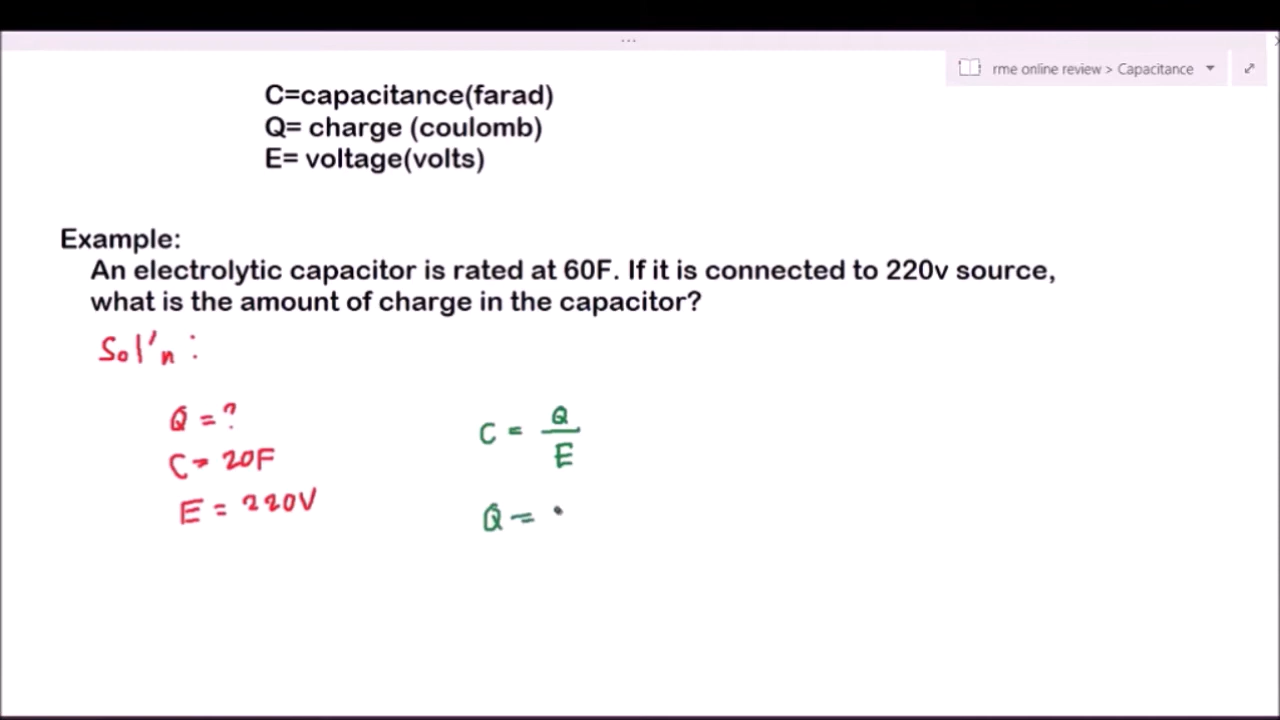 rme online review > Capacitance
C=capacitance(farad)
Q= charge (coulomb)
E= voltage(volts)
Example:
An electrolytic capacitor is rated at 60F. If it is connected to 220v source,
what is the amount of charge in the capacitor?
Sol'n :
Q = ?
C = 20F
E = 220V
C = Q
E
Q =